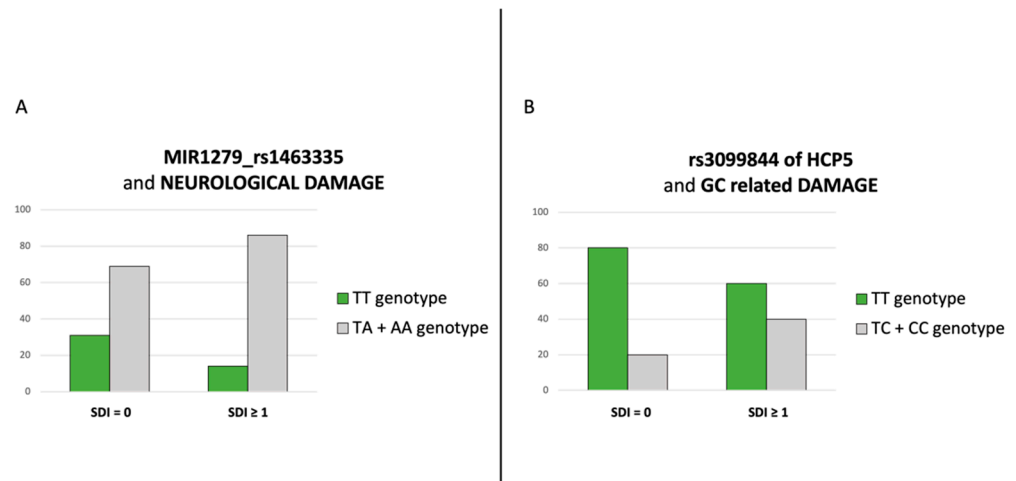 A
MIR1279_rs1463335
and NEUROLOGICAL DAMAGE
100
80
60
40
20
0
SDI = 0
SDI ≥ 1
TT genotype
TA + AA genotype
B
rs3099844 of HCP5
and GC related DAMAGE
100
80
60
40
20
0
SDI = 0
SDI ≥ 1
TT genotype
TC + CC genotype